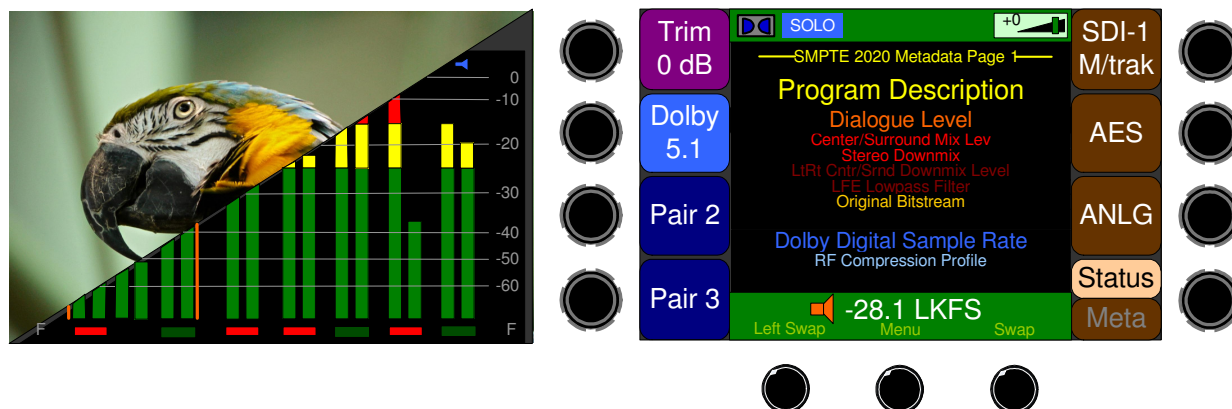 0
-10
-20
-30
-40
-50
-60
F
F
Trim
0 dB
Dolby
5.1
Pair 2
Pair 3
SOLO
+0
SMPTE 2020 Metadata Page 1
Program Description
Dialogue Level
Center/Surround Mix Lev
Stereo Downmix
LtRt Cntr/Srnd Downmix Level
LFE Lowpass Filter
Original Bitstream
Dolby Digital Sample Rate
RF Compression Profile
-28.1 LKFS
Left Swap Menu Swap
SDI-1
M/trak
AES
ANLG
Status
Meta